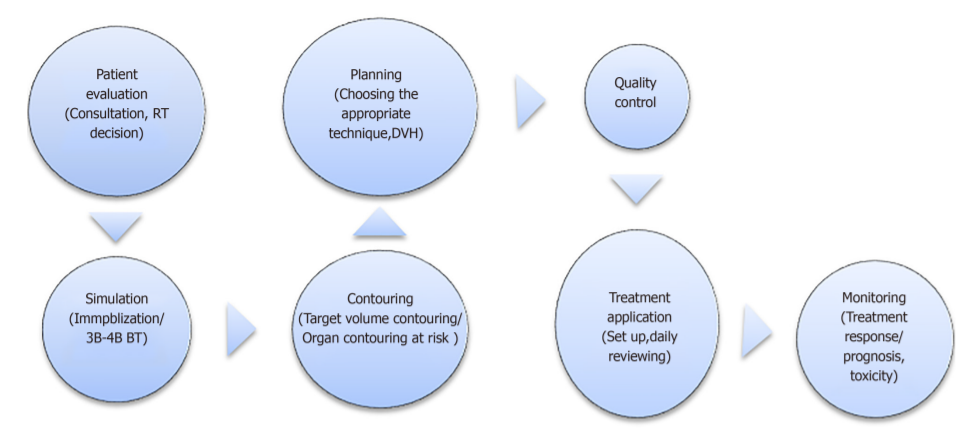 Patient
evaluation
(Consultation, RT
decision)
Simulation
(Immpblization/
3B-4B BT)
Contouring
(Target volume contouring/
Organ contouring at risk )
Planning
(Choosing the
appropriate
technique,DVH)
Quality
control
Treatment
application
(Set up,daily
reviewing)
Monitoring
(Treatment
response/
prognosis,
toxicity)